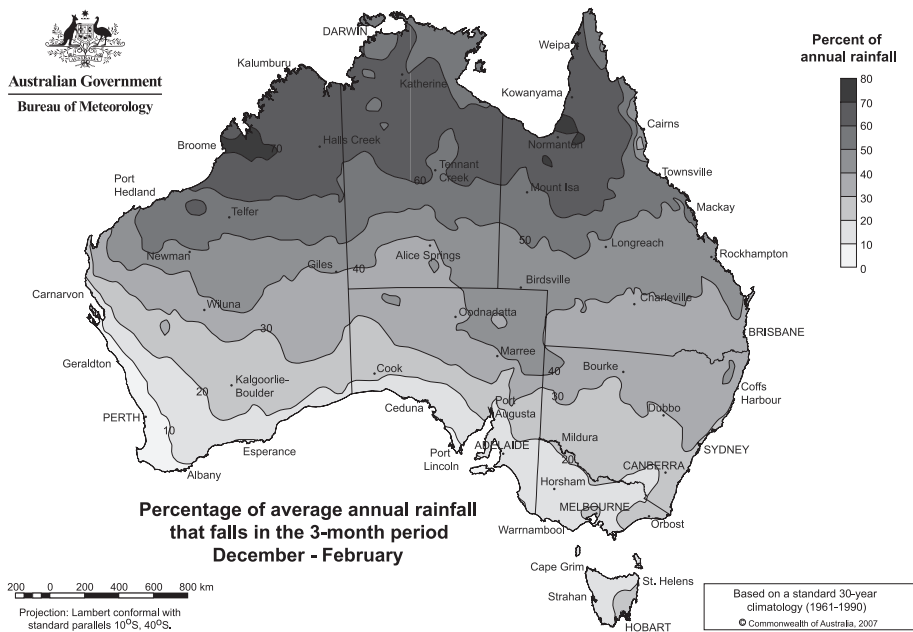 Australian Government
Bureau of Meteorology
DARWIN
Weipa
Kalumburu
Katherine
Kowanyama
Cairns
Broome
70
Halls Creek
Normanton
Tennant
Creek
60
Townsville
Port
Hedland
Mount Isa
Mackay
Telfer
50
Longreach
Newman
Alice Springs
Rockhampton
Giles
40
Birdsville
Carnarvon
Wiluna
Charleville
30
Oodnadatta
BRISBANE
Geraldton
Marree
Cook
40
Bourke
Kalgoorlie-
Boulder
20
30
Coffs
Harbour
PERTH
10
Ceduna
Port
Augusta
Dubbo
Esperance
Port
Lincoln
ADELAIDE
Mildura
SYDNEY
Albany
20
CANBERRA
Horsham
MELBOURNE
Orbost
Warrnambool
Cape Grim
St. Helens
Strahan
HOBART
Percent of
annual rainfall
80
70
60
50
40
30
20
10
0
Percentage of average annual rainfall
that falls in the 3-month period
December - February
200 0 200 400 600 800 km
Projection: Lambert conformal with
standard parallels 10°S, 40°S.
Based on a standard 30-year
climatology (1961-1990)
© Commonwealth of Australia, 2007